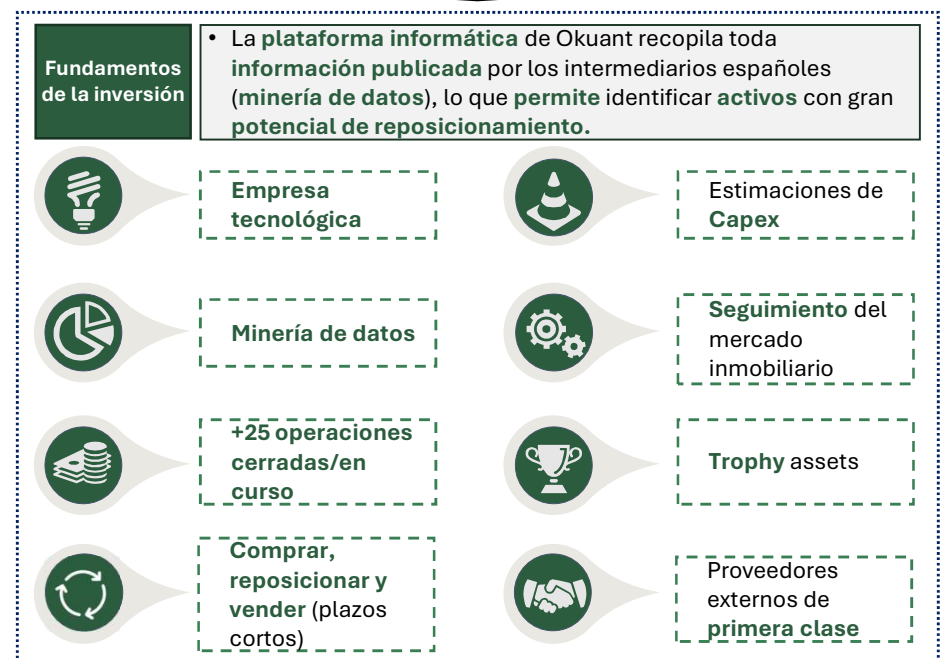 Fundamentos
de la inversión
• La plataforma informática de Okuant recopila toda
información publicada por los intermediarios españoles
(minería de datos), lo que permite identificar activos con gran
potencial de reposicionamiento.
Empresa
tecnológica
Estimaciones de
Capex
Minería de datos
Seguimiento del
mercado
inmobiliario
+25 operaciones
cerradas/en
curso
Trophy assets
Comprar,
reposicionar y
vender (plazos
cortos)
Proveedores
externos de
primera clase